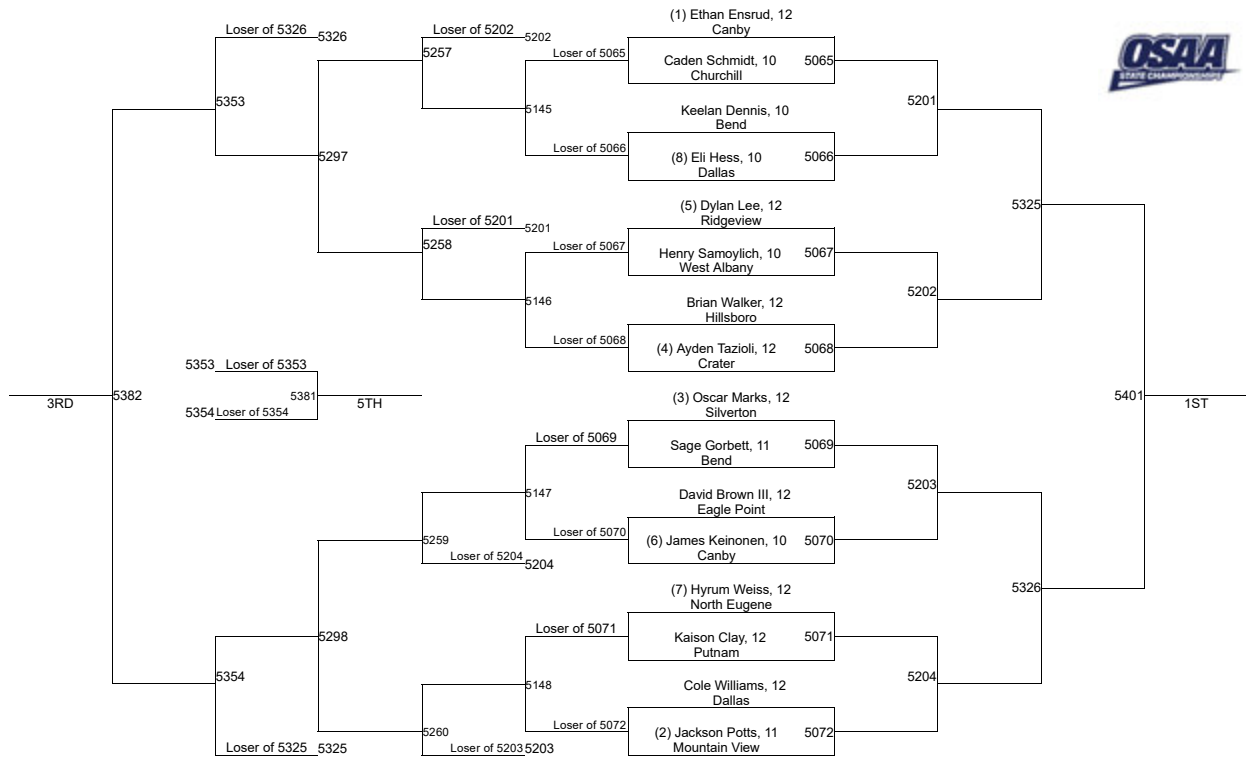 (1) Ethan Ensrud, 12
Canby
OSAA
STATE CHAMPIONSHIPS
Loser of 5326
5326
Loser of 5202
5202
5257
Loser of 5065
Caden Schmidt, 10
5065
Churchill
5353
5145
5201
Keelan Dennis, 10
Bend
5297
Loser of 5066
(8) Eli Hess, 10
5066
Dallas
(5) Dylan Lee, 12
Ridgeview
5325
Loser of 5201
5201
5258
Loser of 5067
Henry Samoylich, 10
5067
West Albany
5146
5202
Brian Walker, 12
Hillsboro
Loser of 5068
(4) Ayden Tazioli, 12
5068
Crater
5353
Loser of 5353
5382
3RD
5381
5TH
5354
Loser of 5354
(3) Oscar Marks, 12
Silverton
5401
1ST
Loser of 5069
Sage Gorbett, 11
5069
Bend
5147
5203
David Brown III, 12
Eagle Point
5259
Loser of 5070
(6) James Keinonen, 10
5070
Canby
Loser of 5204
5204
(7) Hyrum Weiss, 12
North Eugene
5326
5298
Loser of 5071
Kaison Clay, 12
5071
Putnam
5354
5148
5204
Cole Williams, 12
Dallas
5260
Loser of 5072
(2) Jackson Potts, 11
5072
Mountain View
Loser of 5325
5325
Loser of 5203
5203